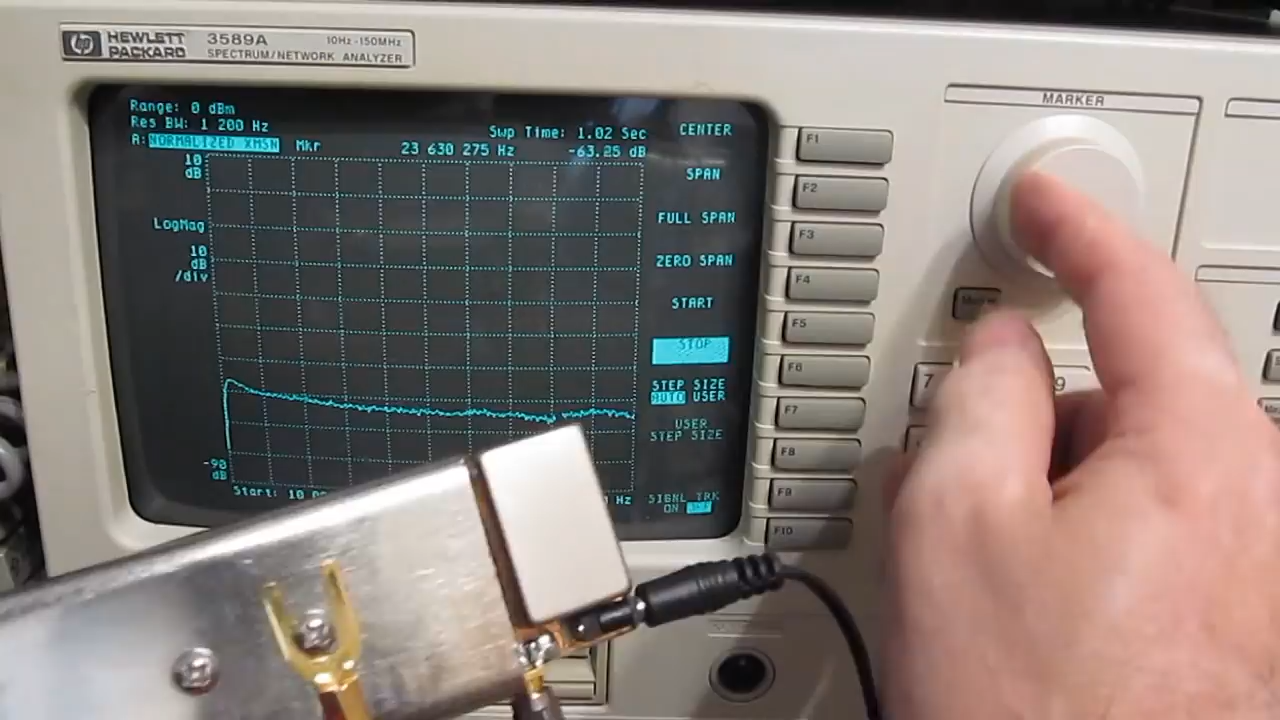 hp HEWLETT PACKARD
3589A 10Hz-150MHz
SPECTRUM/NETWORK ANALYZER
Range: 0 dBm
Res BW: 1 200 Hz
Swp Time: 1.02 Sec
A: NORMALIZED XMSN Mkr 23 630 275 Hz -63.25 dB
10
dB
LogMag
10
dB
/div
-90
dB
Start: 10
Hz
CENTER
SPAN
FULL SPAN
ZERO SPAN
START
STOP
STEP SIZE
AUTO USER
USER
STEP SIZE
SIGNL TRK
ON OFF
F1
F2
F3
F4
F5
F6
F7
F8
F9
F10
MARKER
7
9